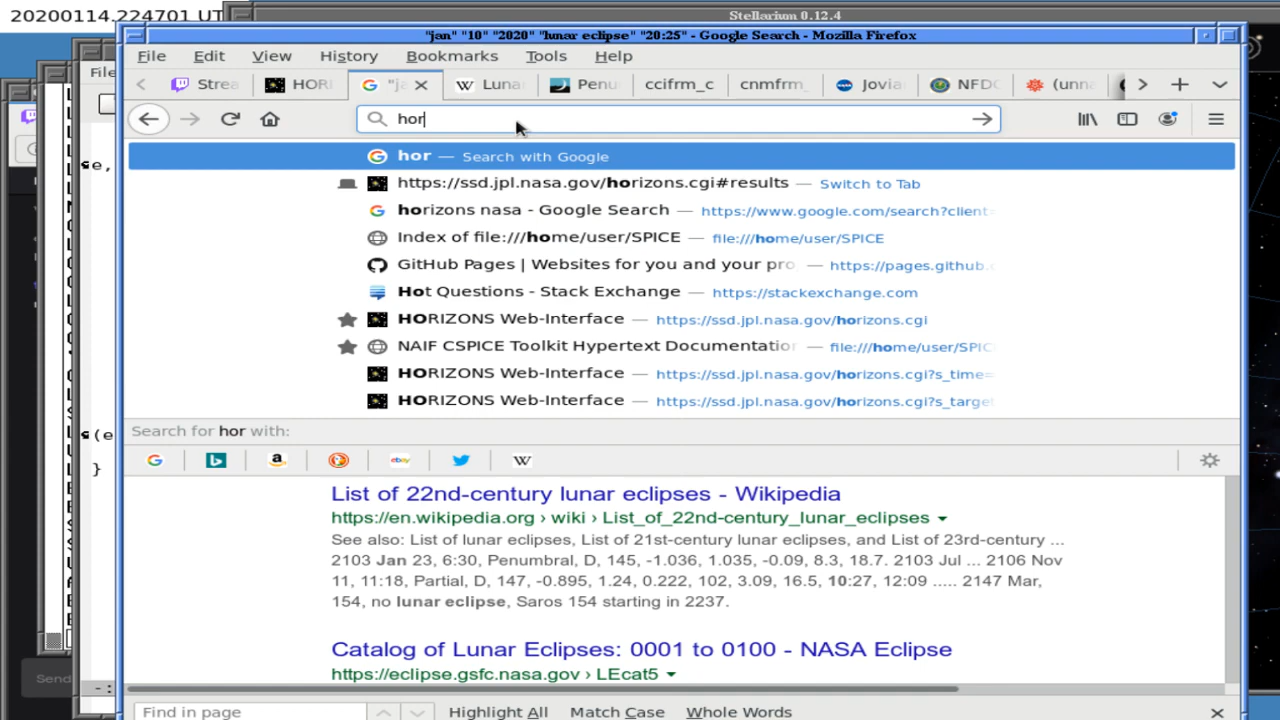 20200114.224701 UT
Stellarium 0.12.4
"jan" "10" "2020" "lunar eclipse" "20:25" - Google Search - Mozilla Firefox
File Edit View History Bookmarks Tools Help
File
Strea HORI "ja Luna Penu ccifrm_c cnmfrm_ Jovia NFDC (unna
hor
e,
hor — Search with Google
https://ssd.jpl.nasa.gov/horizons.cgi#results — Switch to Tab
horizons nasa - Google Search — https://www.google.com/search?client=
Index of file:///home/user/SPICE — file:///home/user/SPICE
GitHub Pages | Websites for you and your pro — https://pages.github.c
Hot Questions - Stack Exchange — https://stackexchange.com
HORIZONS Web-Interface — https://ssd.jpl.nasa.gov/horizons.cgi
NAIF CSPICE Toolkit Hypertext Documentation — file:///home/user/SPIC
HORIZONS Web-Interface — https://ssd.jpl.nasa.gov/horizons.cgi?s_time=
HORIZONS Web-Interface — https://ssd.jpl.nasa.gov/horizons.cgi?s_targe
Search for hor with:
(e
}
List of 22nd-century lunar eclipses - Wikipedia
https://en.wikipedia.org › wiki › List_of_22nd-century_lunar_eclipses
See also: List of lunar eclipses, List of 21st-century lunar eclipses, and List of 23rd-century ...
2103 Jan 23, 6:30, Penumbral, D, 145, -1.036, 1.035, -0.09, 8.3, 18.7. 2103 Jul ... 2106 Nov
11, 11:18, Partial, D, 147, -0.895, 1.24, 0.222, 102, 3.09, 16.5, 10:27, 12:09 ..... 2147 Mar,
154, no lunar eclipse, Saros 154 starting in 2237.
Catalog of Lunar Eclipses: 0001 to 0100 - NASA Eclipse
https://eclipse.gsfc.nasa.gov › LEcat5
Send
-:
Find in page Highlight All Match Case Whole Words